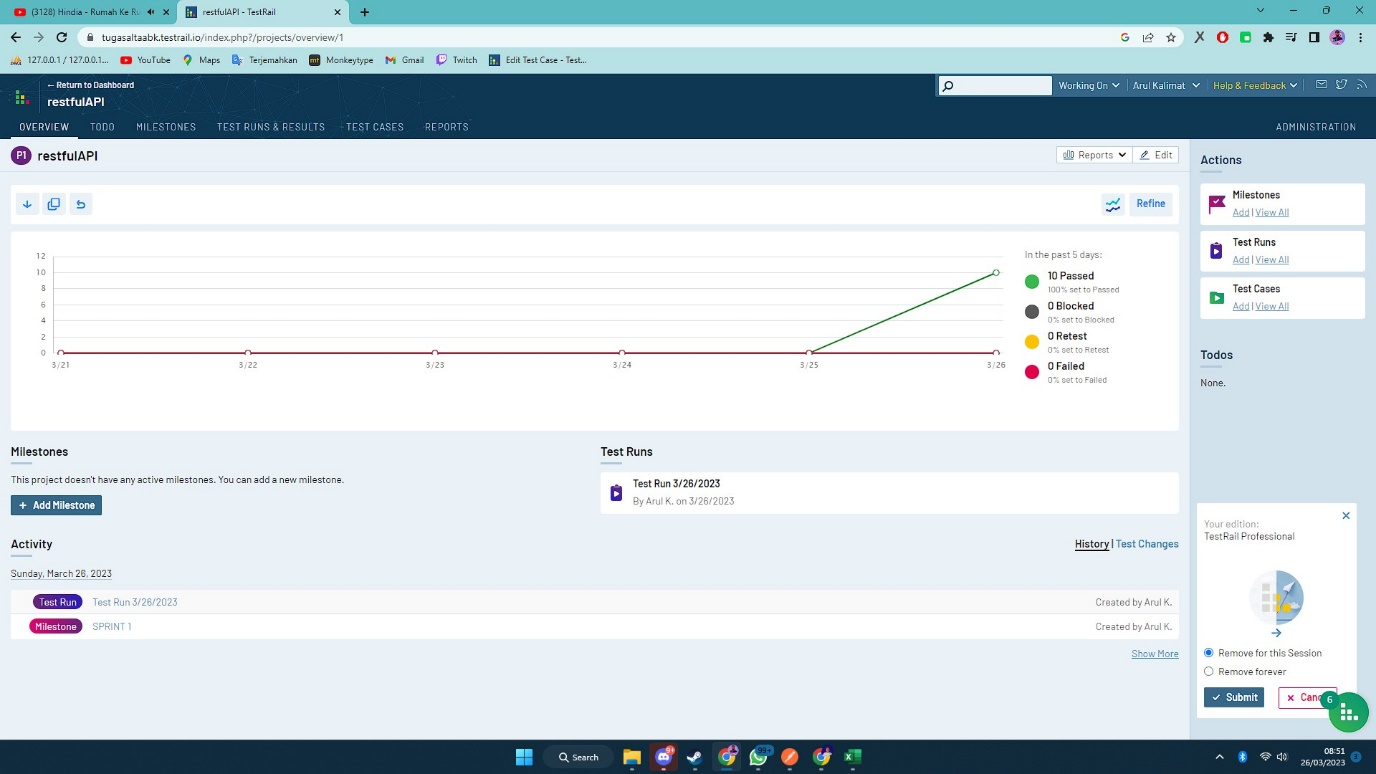 (3128) Hindia - Rumah Ke Ru
restfulAPI - TestRail
tugasaltaabk.testrail.io/index.php?/projects/overview/1
127.0.0.1 / 127.0.0.1...
YouTube
Maps
Terjemahkan
mt
Monkeytype
Gmail
Twitch
Edit Test Case - Test...
← Return to Dashboard
restfulAPI
Working On
Arul Kalimat
Help & Feedback
OVERVIEW
TODO
MILESTONES
TEST RUNS & RESULTS
TEST CASES
REPORTS
ADMINISTRATION
P1 restfulAPI
Reports
Edit
Refine
12
10
8
6
4
2
0
3/21
3/22
3/23
3/24
3/25
3/26
In the past 5 days:
10 Passed
100% set to Passed
0 Blocked
0% set to Blocked
0 Retest
0% set to Retest
0 Failed
0% set to Failed
Milestones
This project doesn't have any active milestones. You can add a new milestone.
+ Add Milestone
Test Runs
Test Run 3/26/2023
By Arul K. on 3/26/2023
Activity
History | Test Changes
Sunday, March 26, 2023
Test Run Test Run 3/26/2023 Created by Arul K.
Milestone SPRINT 1 Created by Arul K.
Show More
Actions
Milestones
Add | View All
Test Runs
Add | View All
Test Cases
Add | View All
Todos
None.
Your edition:
TestRail Professional
Remove for this Session
Remove forever
Submit
Canc
6
Search
9+
99+
08:51
26/03/2023
3